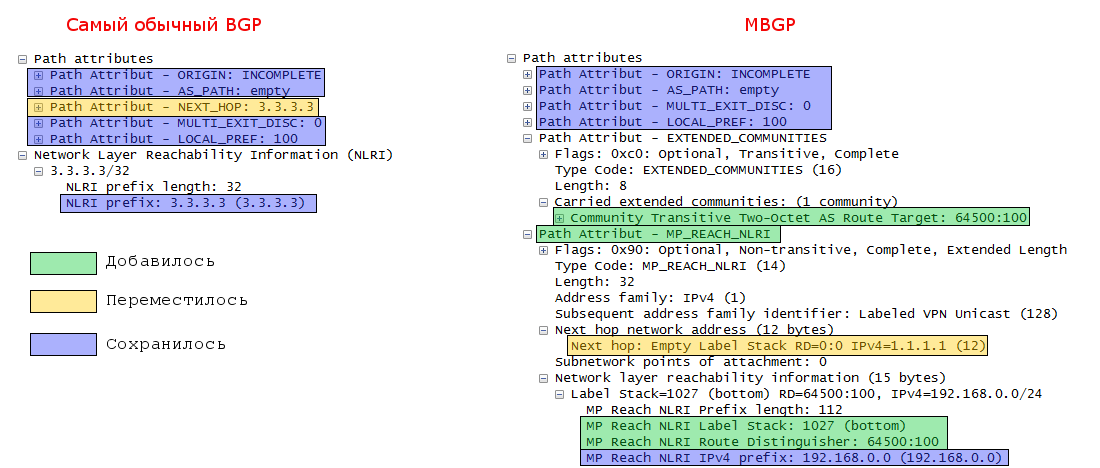 Самый обычный BGP
Path attributes
Path Attribut - ORIGIN: INCOMPLETE
Path Attribut - AS_PATH: empty
Path Attribut - NEXT_HOP: 3.3.3.3
Path Attribut - MULTI_EXIT_DISC: 0
Path Attribut - LOCAL_PREF: 100
Network Layer Reachability Information (NLRI)
3.3.3.3/32
NLRI prefix length: 32
NLRI prefix: 3.3.3.3 (3.3.3.3)
Добавилось
Переместилось
Сохранилось
MBGP
Path attributes
Path Attribut - ORIGIN: INCOMPLETE
Path Attribut - AS_PATH: empty
Path Attribut - MULTI_EXIT_DISC: 0
Path Attribut - LOCAL_PREF: 100
Path Attribut - EXTENDED_COMMUNITIES
Flags: 0xc0: Optional, Transitive, Complete
Type Code: EXTENDED_COMMUNITIES (16)
Length: 8
Carried extended communities: (1 community)
Community Transitive Two-Octet AS Route Target: 64500:100
Path Attribut - MP_REACH_NLRI
Flags: 0x90: Optional, Non-transitive, Complete, Extended Length
Type Code: MP_REACH_NLRI (14)
Length: 32
Address family: IPv4 (1)
Subsequent address family identifier: Labeled VPN Unicast (128)
Next hop network address (12 bytes)
Next hop: Empty Label Stack RD=0:0 IPv4=1.1.1.1 (12)
Subnetwork points of attachment: 0
Network layer reachability information (15 bytes)
Label Stack=1027 (bottom) RD=64500:100, IPv4=192.168.0.0/24
MP Reach NLRI Prefix length: 112
MP Reach NLRI Label Stack: 1027 (bottom)
MP Reach NLRI Route Distinguisher: 64500:100
MP Reach NLRI IPv4 prefix: 192.168.0.0 (192.168.0.0)